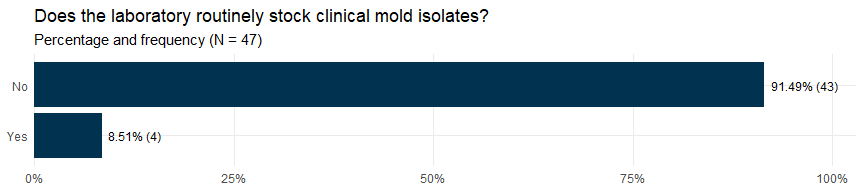 Does the laboratory routinely stock clinical mold isolates?
Percentage and frequency (N = 47)
No 91.49% (43)
Yes 8.51% (4)
0% 25% 50% 75% 100%